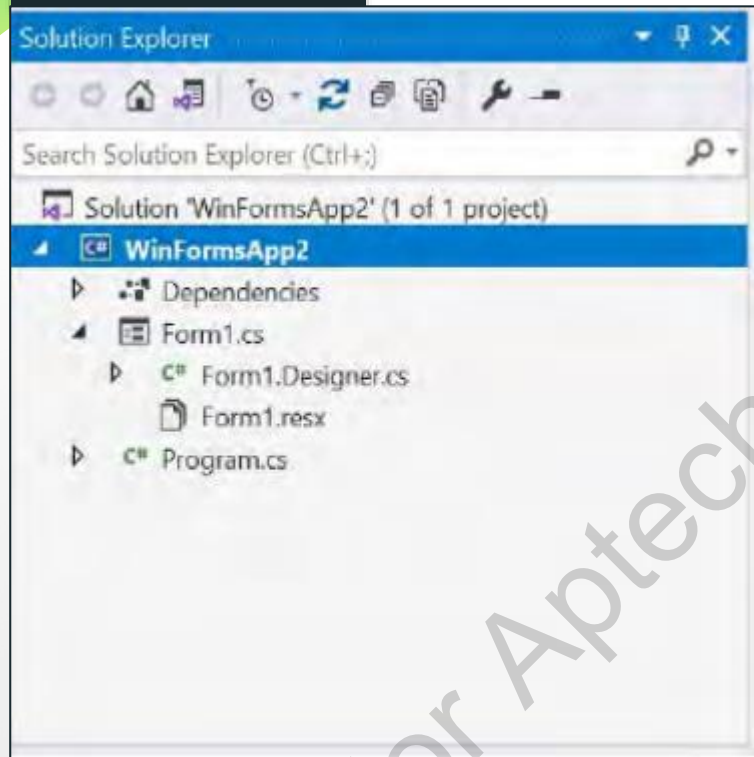 Solution Explorer
Search Solution Explorer (Ctrl+;)
Solution 'WinFormsApp2' (1 of 1 project)
C# WinFormsApp2
Dependencies
Form1.cs
C# Form1.Designer.cs
Form1.resx
C# Program.cs
or Aptech